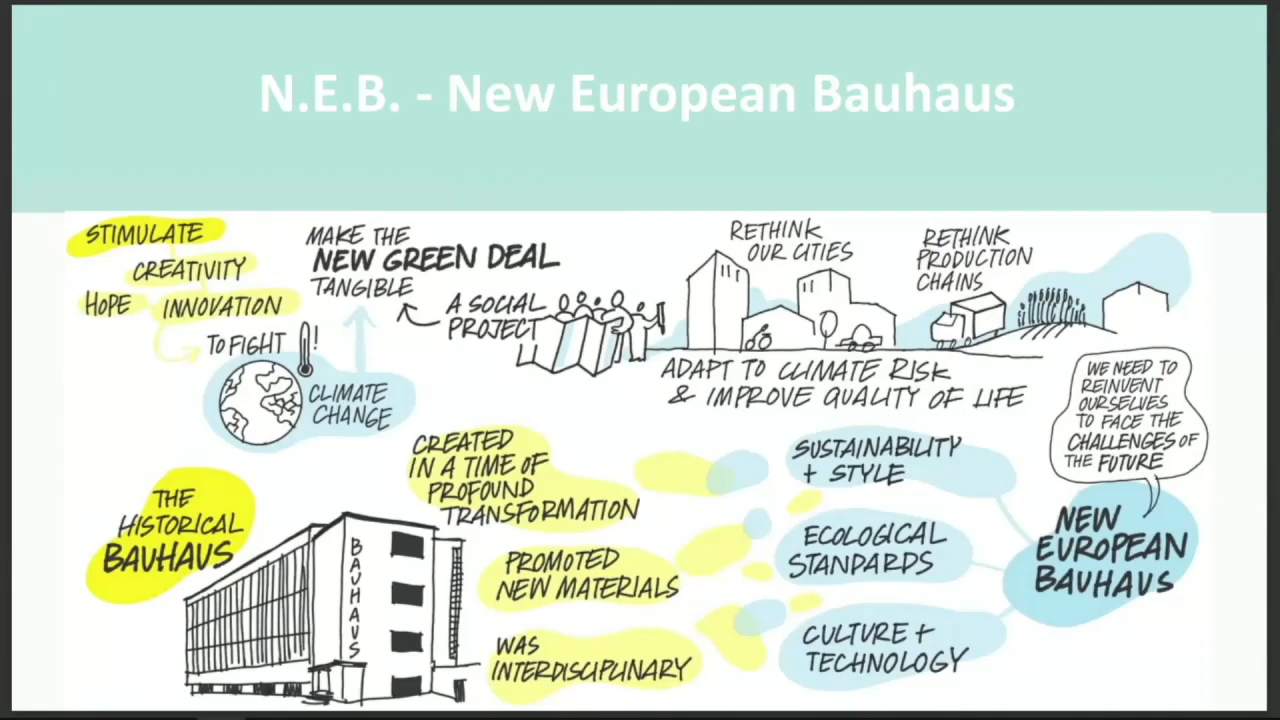 N.E.B. - New European Bauhaus
STIMULATE
CREATIVITY
HOPE INNOVATION
TO FIGHT !
CLIMATE
CHANGE
MAKE THE
NEW GREEN DEAL
TANGIBLE
A SOCIAL
PROJECT
RETHINK
OUR CITIES
RETHINK
PRODUCTION
CHAINS
ADAPT TO CLIMATE RISK
& IMPROVE QUALITY OF LIFE
WE NEED TO
REINVENT
OURSELVES
TO FACE THE
CHALLENGES OF
THE FUTURE
THE
HISTORICAL
BAUHAUS
BAUHAUS
CREATED
IN A TIME OF
PROFOUND
TRANSFORMATION
PROMOTED
NEW MATERIALS
WAS
INTERDISCIPLINARY
SUSTAINABILITY
+ STYLE
ECOLOGICAL
STANDARDS
CULTURE +
TECHNOLOGY
NEW
EUROPEAN
BAUHAUS